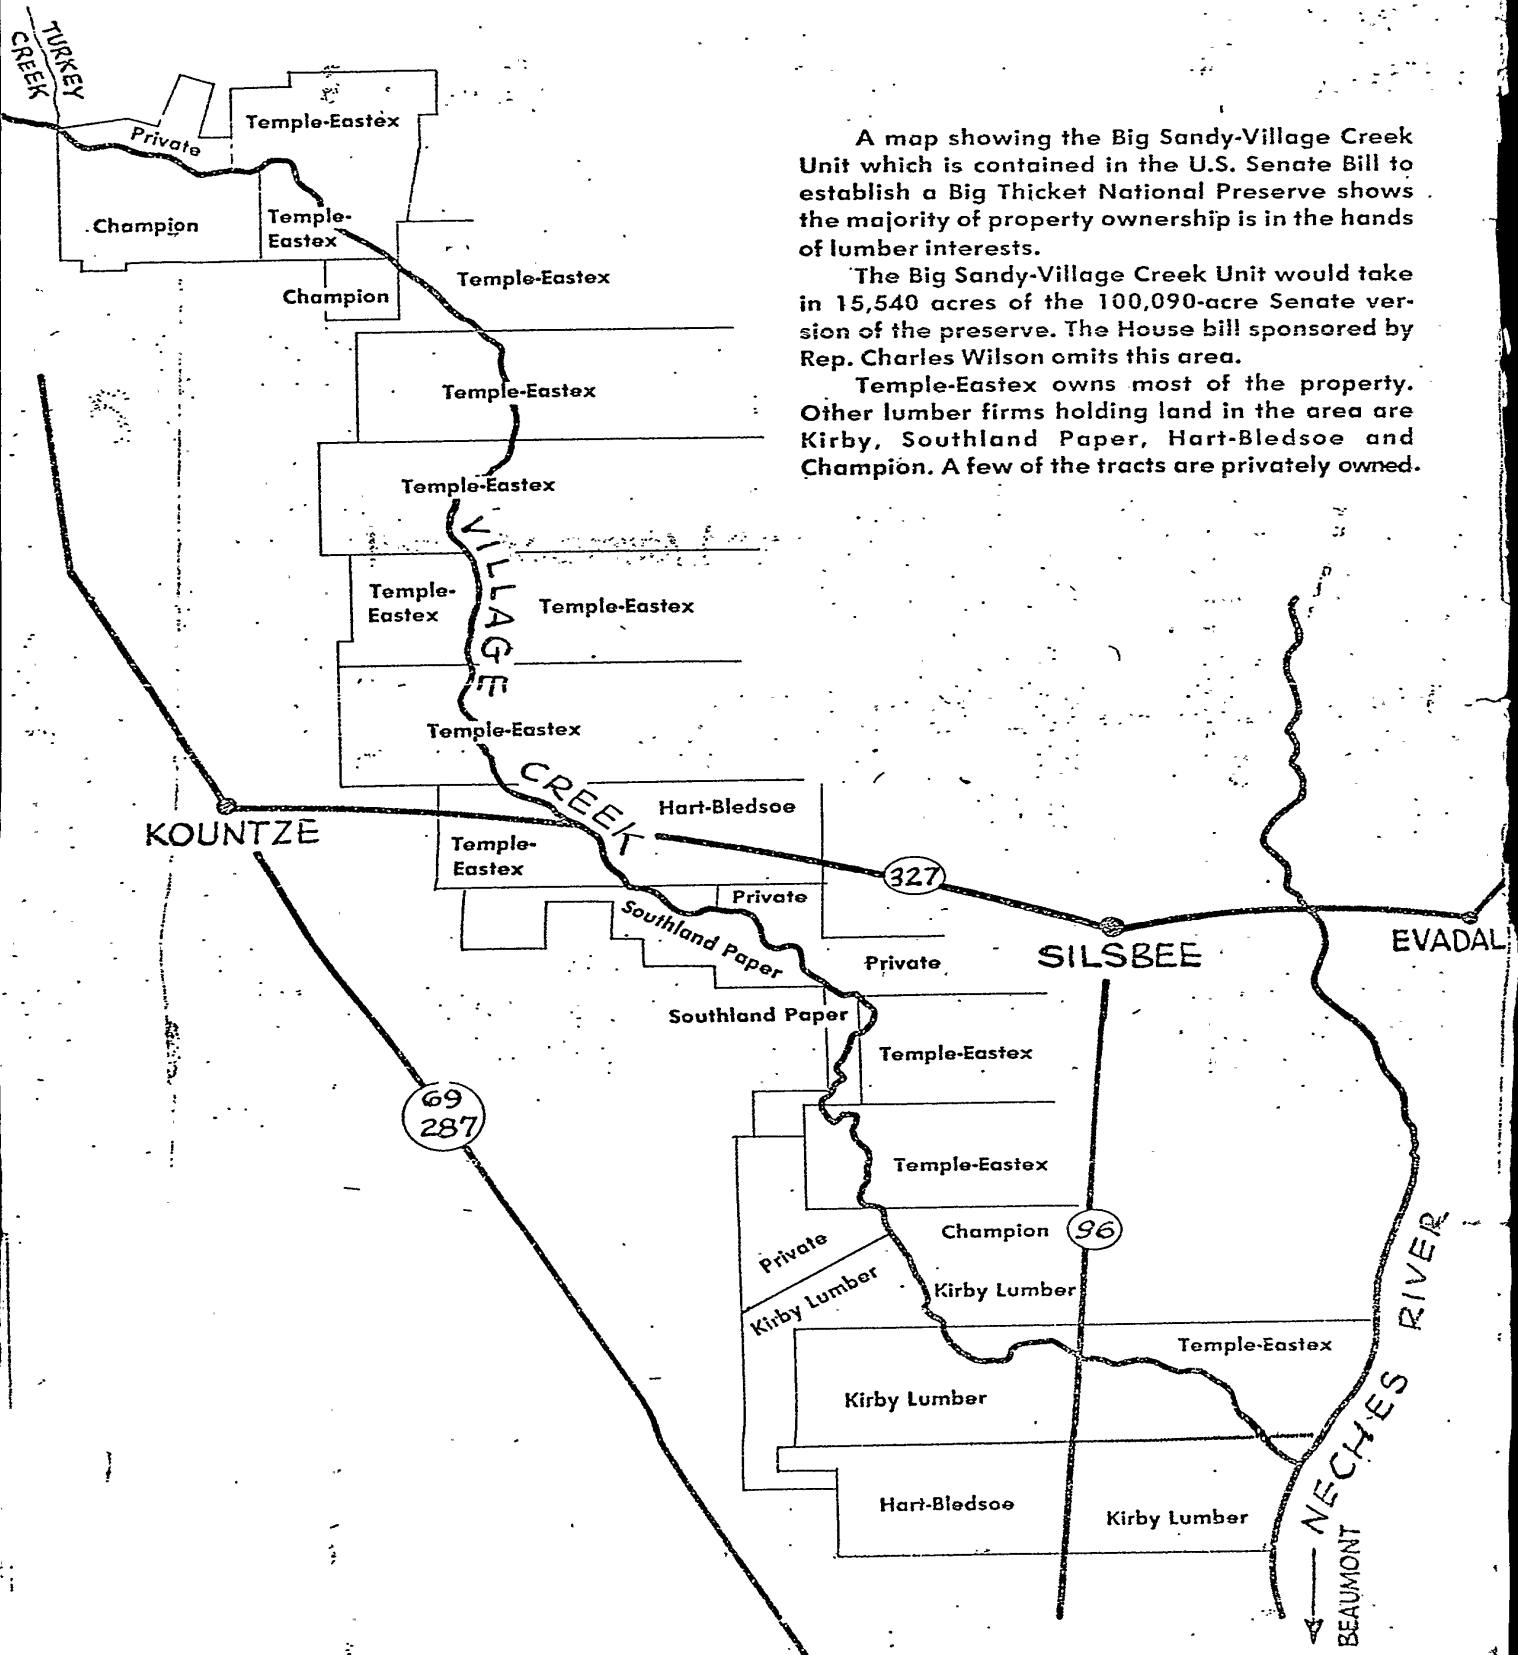 TURKEY
CREEK
Private
Temple-Eastex
A map showing the Big Sandy-Village Creek
Unit which is contained in the U.S. Senate Bill to
establish a Big Thicket National Preserve shows
the majority of property ownership is in the hands
of lumber interests.
The Big Sandy-Village Creek Unit would take
in 15,540 acres of the 100,090-acre Senate ver-
sion of the preserve. The House bill sponsored by
Rep. Charles Wilson omits this area.
Temple-Eastex owns most of the property.
Other lumber firms holding land in the area are
Kirby, Southland Paper, Hart-Bledsoe and
Champion. A few of the tracts are privately owned.
Champion
Temple-
Eastex
Champion
Temple-Eastex
Temple-Eastex
Temple-Eastex
VILLAGE
Temple-
Eastex
Temple-Eastex
Temple-Eastex
CREEK
Hart-Bledsoe
KOUNTZE
Temple-
Eastex
327
Private
Southland Paper
SILSBEE
EVADAL
Private
Southland Paper
Temple-Eastex
69
287
Temple-Eastex
Champion
96
Private
Kirby Lumber
Kirby Lumber
Temple-Eastex
Kirby Lumber
NECHES RIVER
Hart-Bledsoe
Kirby Lumber
BEAUMONT